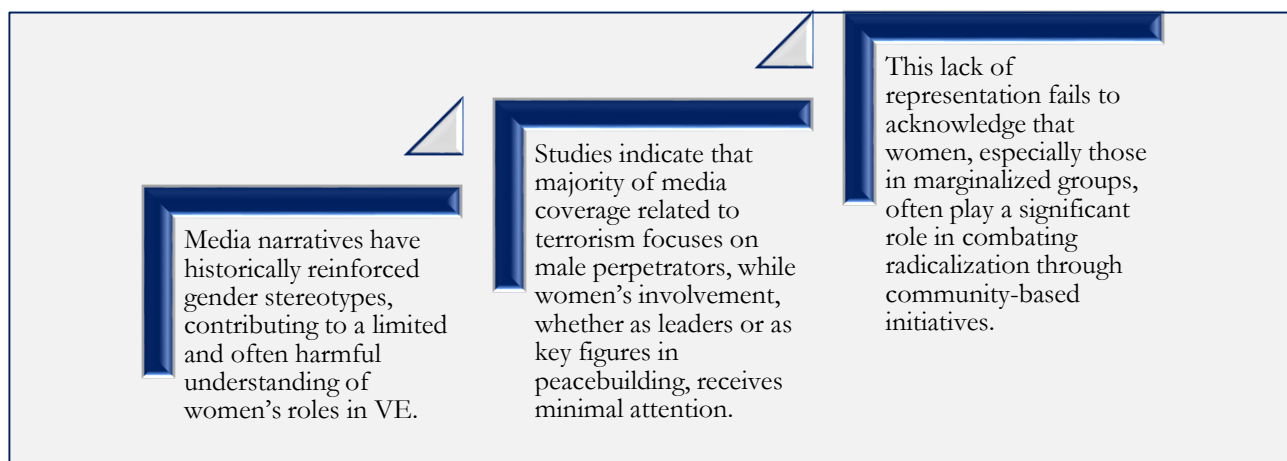 Media narratives have
historically reinforced
gender stereotypes,
contributing to a limited
and often harmful
understanding of
women’s roles in VE.
Studies indicate that
majority of media
coverage related to
terrorism focuses on
male perpetrators, while
women’s involvement,
whether as leaders or as
key figures in
peacebuilding, receives
minimal attention.
This lack of
representation fails to
acknowledge that
women, especially those
in marginalized groups,
often play a significant
role in combating
radicalization through
community-based
initiatives.